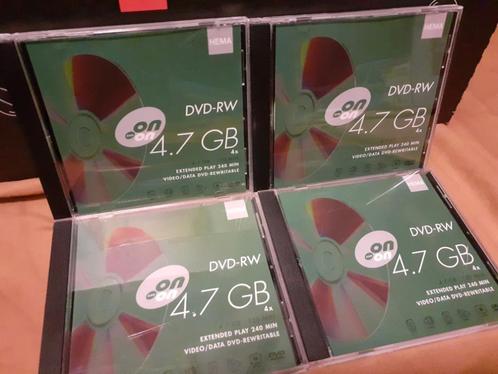 HEMA
DVD-RW
on
on
4.7 GB
4x
EXTENDED PLAY 240 MIN
VIDEO/DATA DVD-REWRITABLE
HEMA
DVD-RW
on
on
4.7 GB
4x
EXTENDED PLAY 240 MIN
VIDEO/DATA DVD-REWRITABLE
HEMA
DVD-RW
on
on
4.7 GB
4x
EXTENDED PLAY 240 MIN
VIDEO/DATA DVD-REWRITABLE
HEMA
DVD-RW
on
on
4.7 GB
4x
EXTENDED PLAY 240 MIN
VIDEO/DATA DVD-REWRITABLE